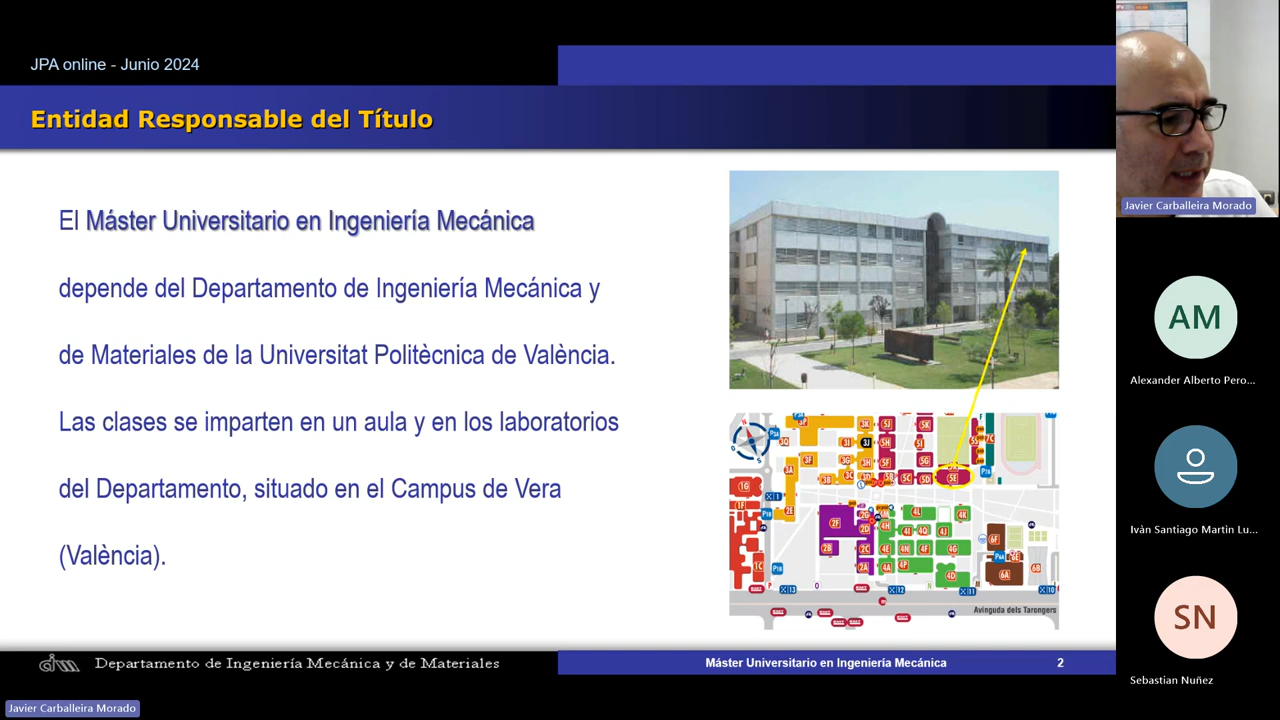 JPA online - Junio 2024
Entidad Responsable del Título
El Máster Universitario en Ingeniería Mecánica
depende del Departamento de Ingeniería Mecánica y
de Materiales de la Universitat Politècnica de València.
Las clases se imparten en un aula y en los laboratorios
del Departamento, situado en el Campus de Vera
(València).
Avinguda dels Tarongers
Departamento de Ingeniería Mecánica y de Materiales
Máster Universitario en Ingeniería Mecánica
2
Javier Carballeira Morado
Javier Carballeira Morado
AM
Alexander Alberto Pero...
Ivàn Santiago Martin Lu...
SN
Sebastian Nuñez